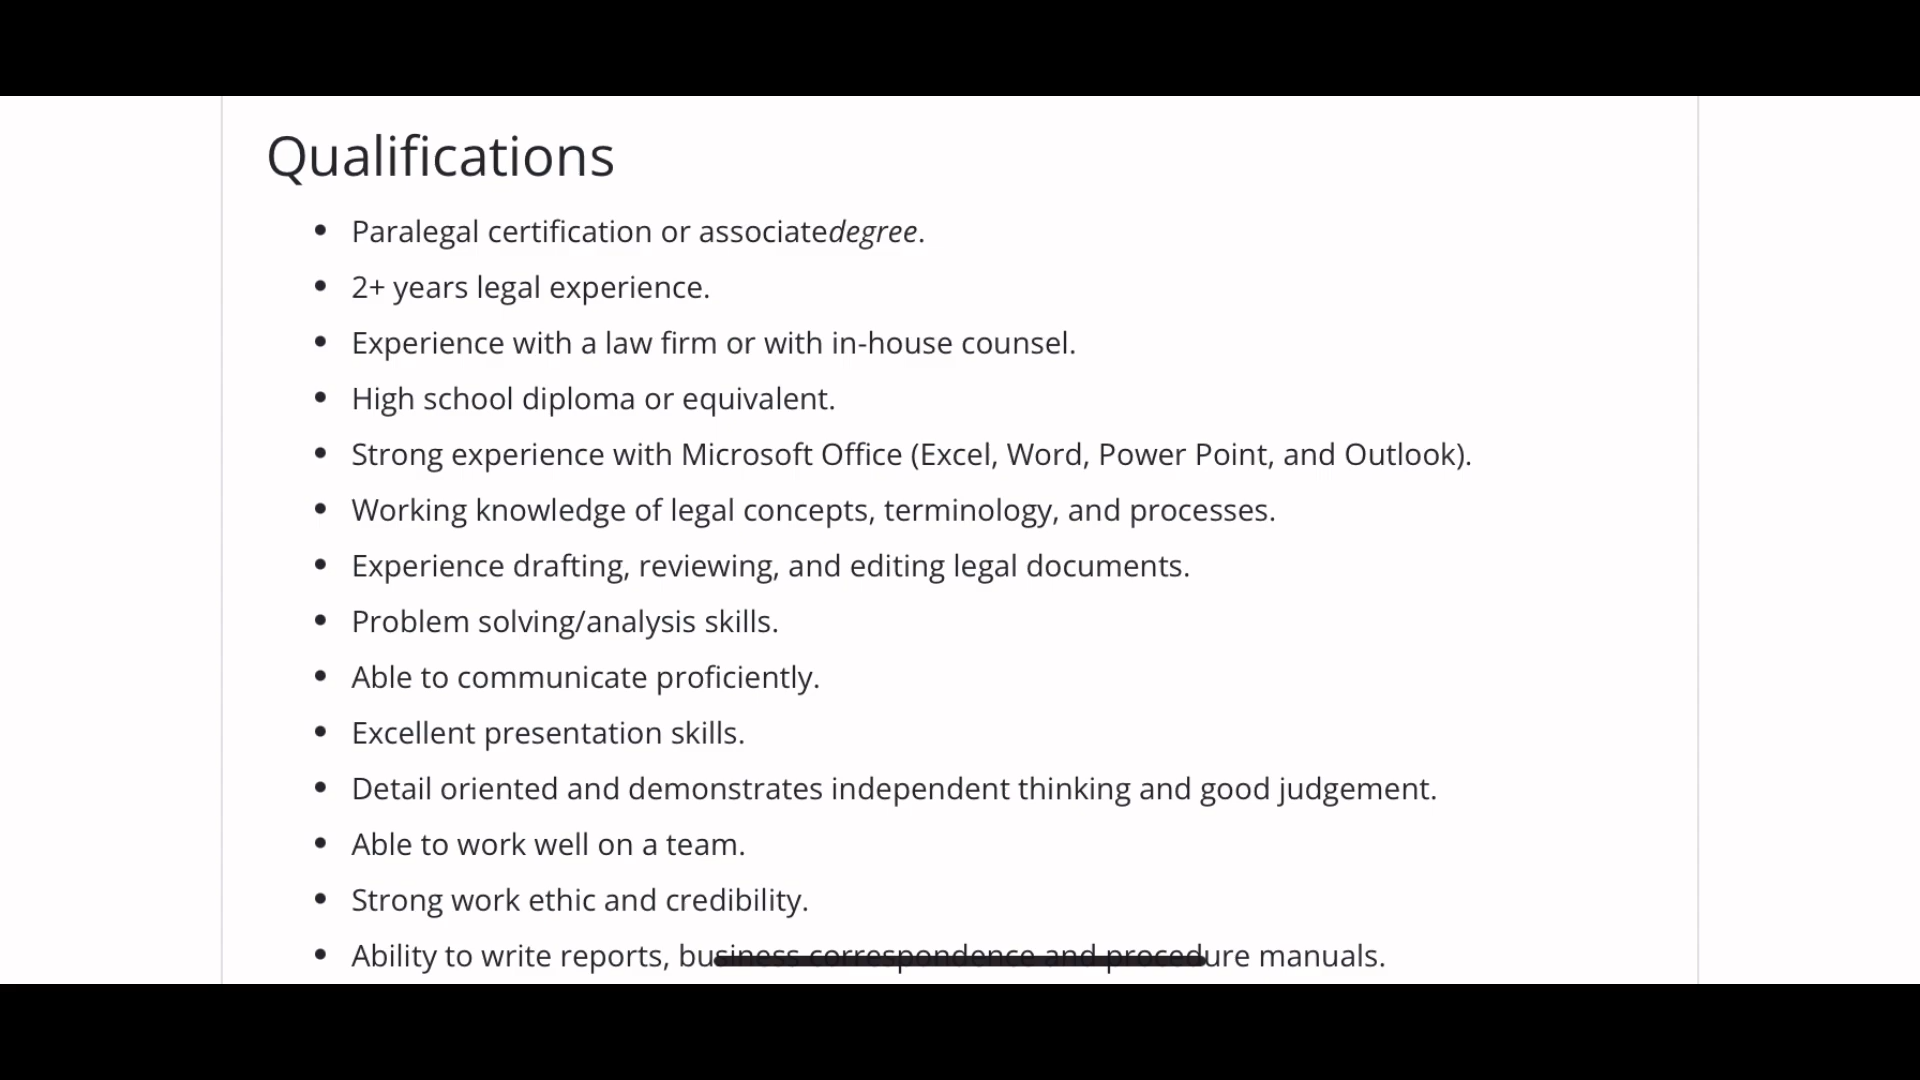 Qualifications
• Paralegal certification or associatedegree.
• 2+ years legal experience.
• Experience with a law firm or with in-house counsel.
• High school diploma or equivalent.
• Strong experience with Microsoft Office (Excel, Word, Power Point, and Outlook).
• Working knowledge of legal concepts, terminology, and processes.
• Experience drafting, reviewing, and editing legal documents.
• Problem solving/analysis skills.
• Able to communicate proficiently.
• Excellent presentation skills.
• Detail oriented and demonstrates independent thinking and good judgement.
• Able to work well on a team.
• Strong work ethic and credibility.
• Ability to write reports, business correspondence and procedure manuals.